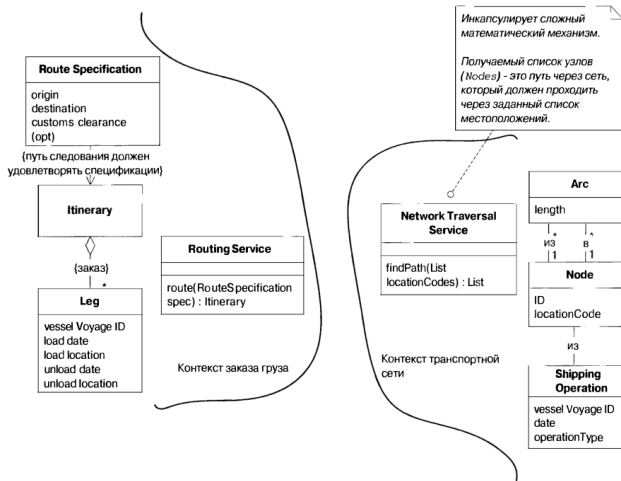 Route Specification
origin
destination
customs clearance
(opt)
{путь следования должен
удовлетворять спецификации}
Itinerary
{заказ}
*
Leg
vessel Voyage ID
load date
load location
unload date
unload location
Routing Service
route(RouteSpecification
spec) : Itinerary
Контекст заказа груза
Инкапсулирует сложный
математический механизм.
Получаемый список узлов
(Nodes) - это путь через сеть,
который должен проходить
через заданный список
местоположений.
Network Traversal
Service
findPath(List
locationCodes) : List
Контекст транспортной
сети
Arc
length
* *
из в
1 1
Node
ID
locationCode
из
Shipping
Operation
vessel Voyage ID
date
operationType